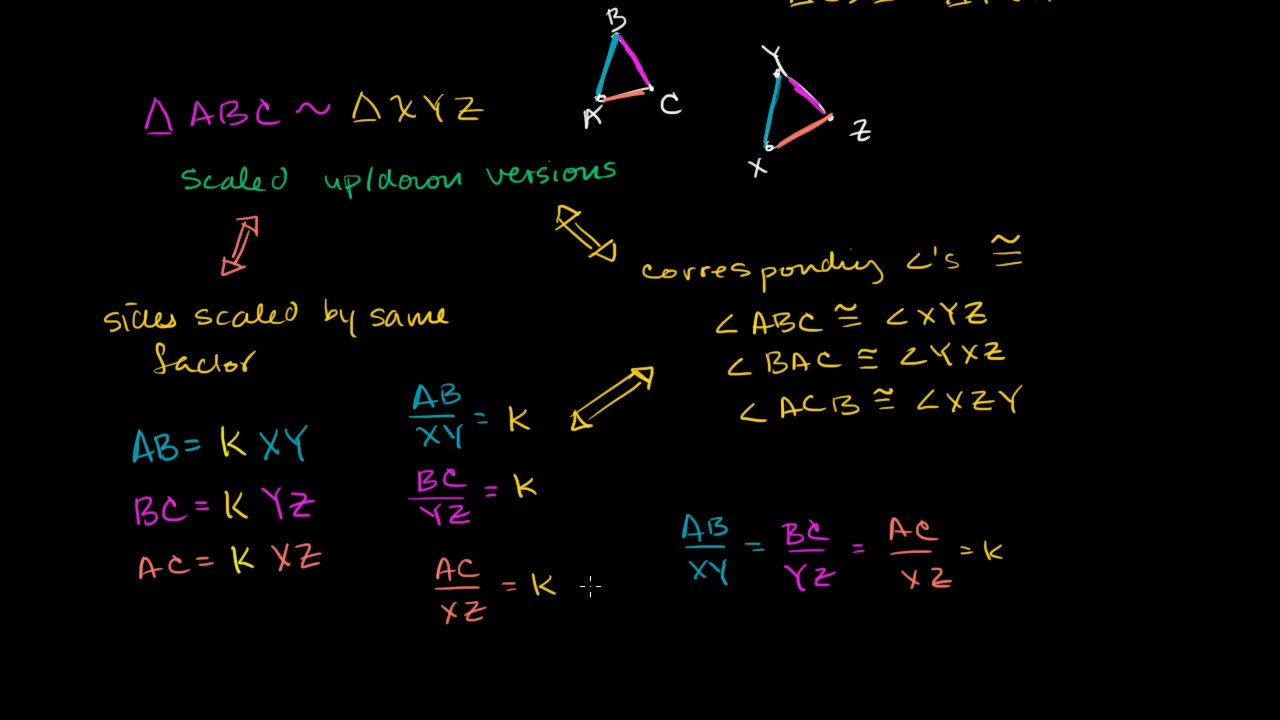 B
Y
A
C
X
Z
Δ ABC ~ Δ XYZ
scaled up/down versions
corresponding ∠'s ≅
∠ABC ≅ ∠XYZ
∠BAC ≅ ∠YXZ
∠ACB ≅ ∠XZY
sides scaled by same
factor
AB = K XY
BC = K YZ
AC = K XZ
AB/XY = K
BC/YZ = K
AC/XZ = K
AB/XY = BC/YZ = AC/XZ = K